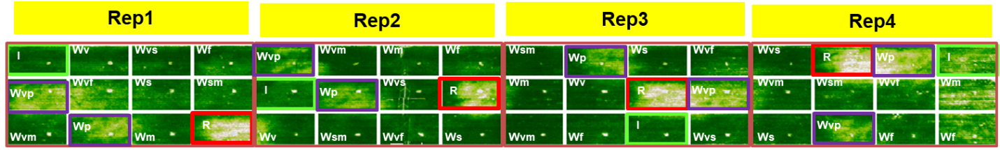 Rep1 Rep2 Rep3 Rep4
I Wv Wvs Wf Wvp Wvm Wm Wf Wsm Wp Ws Wvf Wvs R Wp I
Wvp Wvf Ws Wsm I Wp Wvs R Wm Wv R Wvp Wvm Wsm Wvf Wm
Wvm Wp Wm R Wv Wsm Wvf Ws Wvm Wf I Wvs Ws Wvp Wf Wf